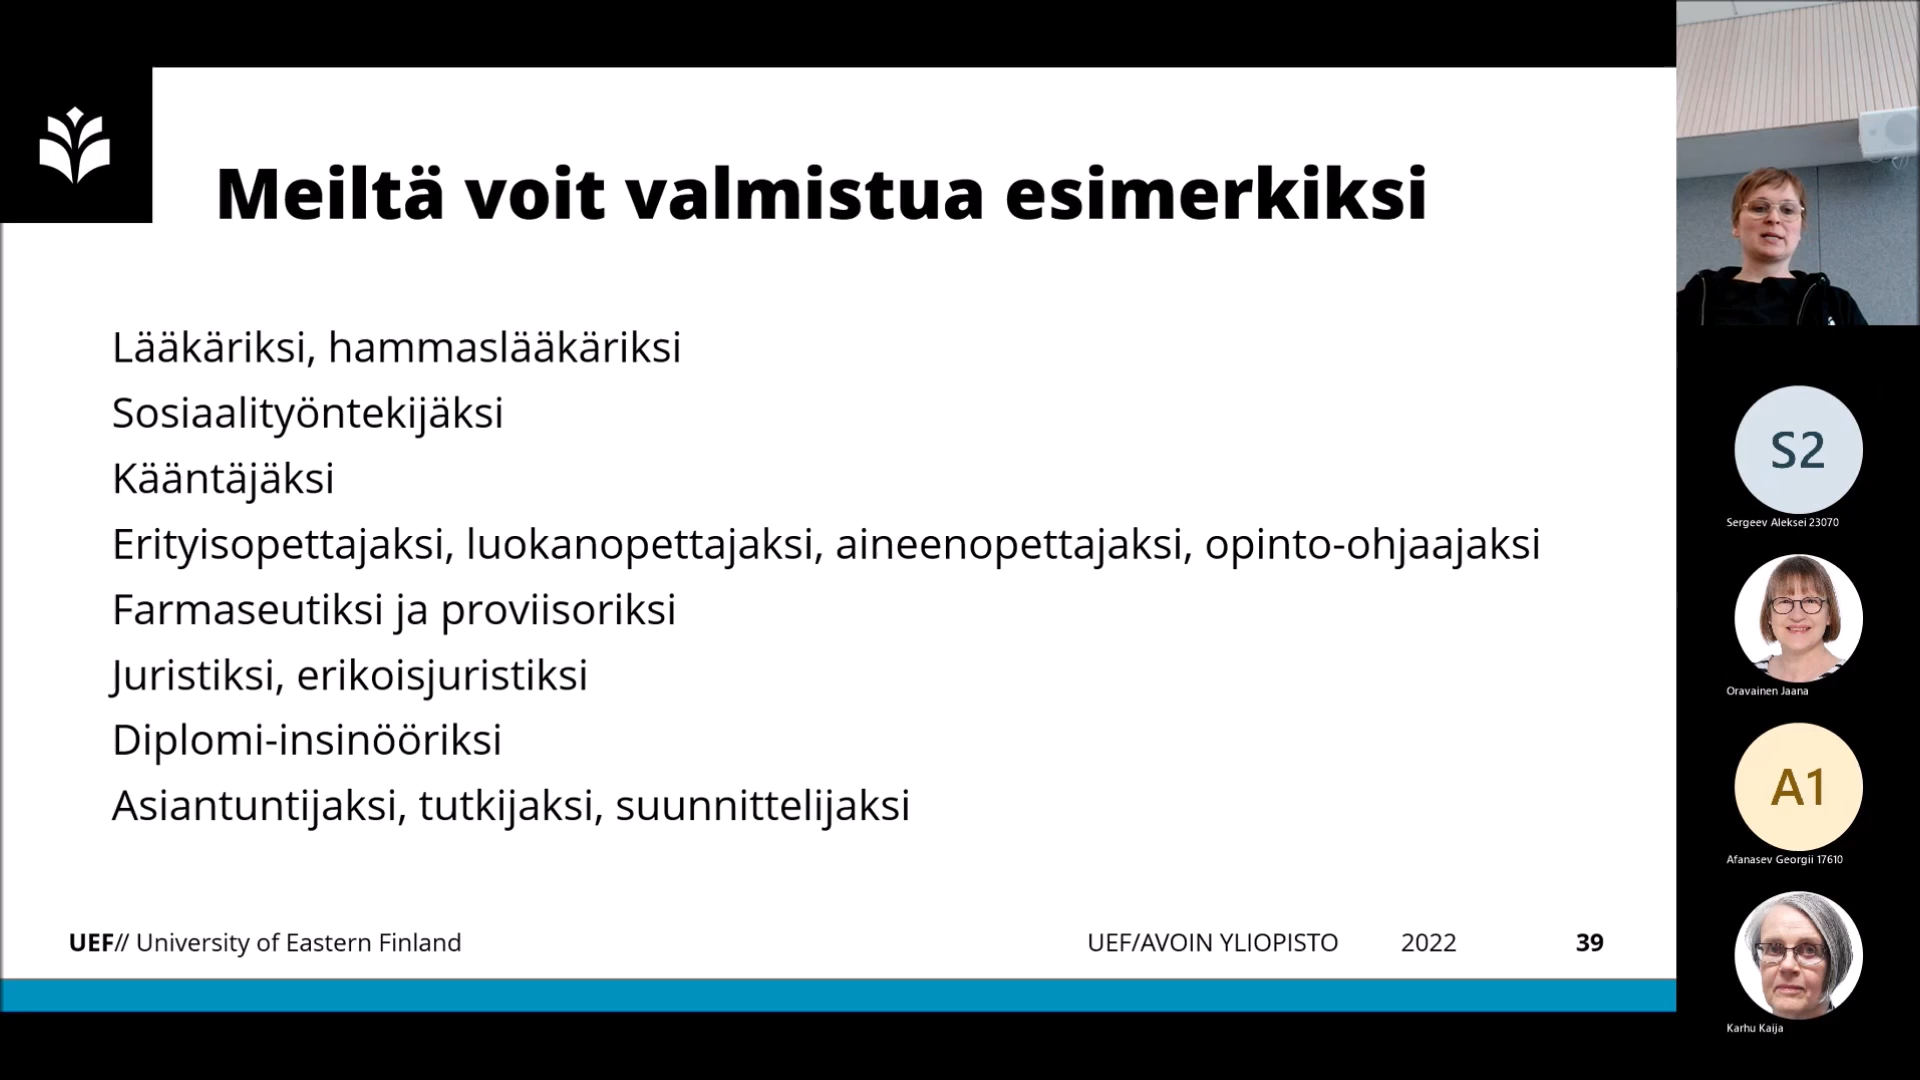 Meiltä voit valmistua esimerkiksi
Lääkäriksi, hammaslääkäriksi
Sosiaalityöntekijäksi
Kääntäjäksi
Erityisopettajaksi, luokanopettajaksi, aineenopettajaksi, opinto-ohjaajaksi
Farmaseutiksi ja proviisoriksi
Juristiksi, erikoisjuristiksi
Diplomi-insinööriksi
Asiantuntijaksi, tutkijaksi, suunnittelijaksi
UEF// University of Eastern Finland
UEF/AVOIN YLIOPISTO 2022 39
S2
Sergeev Aleksei 23070
Oravainen Jaana
A1
Afanasev Georgii 17610
Karhu Kaija